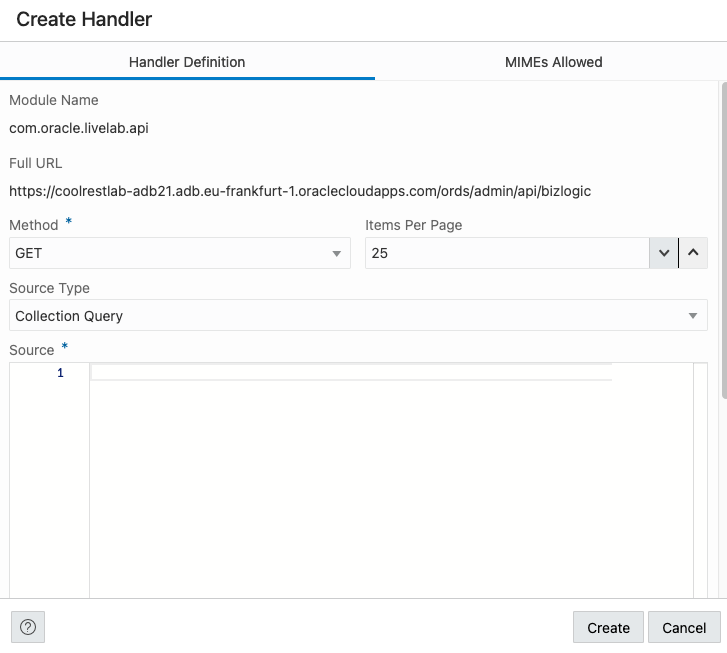 Create Handler
Handler Definition
MIMEs Allowed
Module Name
com.oracle.livelab.api
Full URL
https://coolrestlab-adb21.adb.eu-frankfurt-1.oraclecloudapps.com/ords/admin/api/bizlogic
Method *
Items Per Page
GET
25
Source Type
Collection Query
Source *
1
?
Create
Cancel